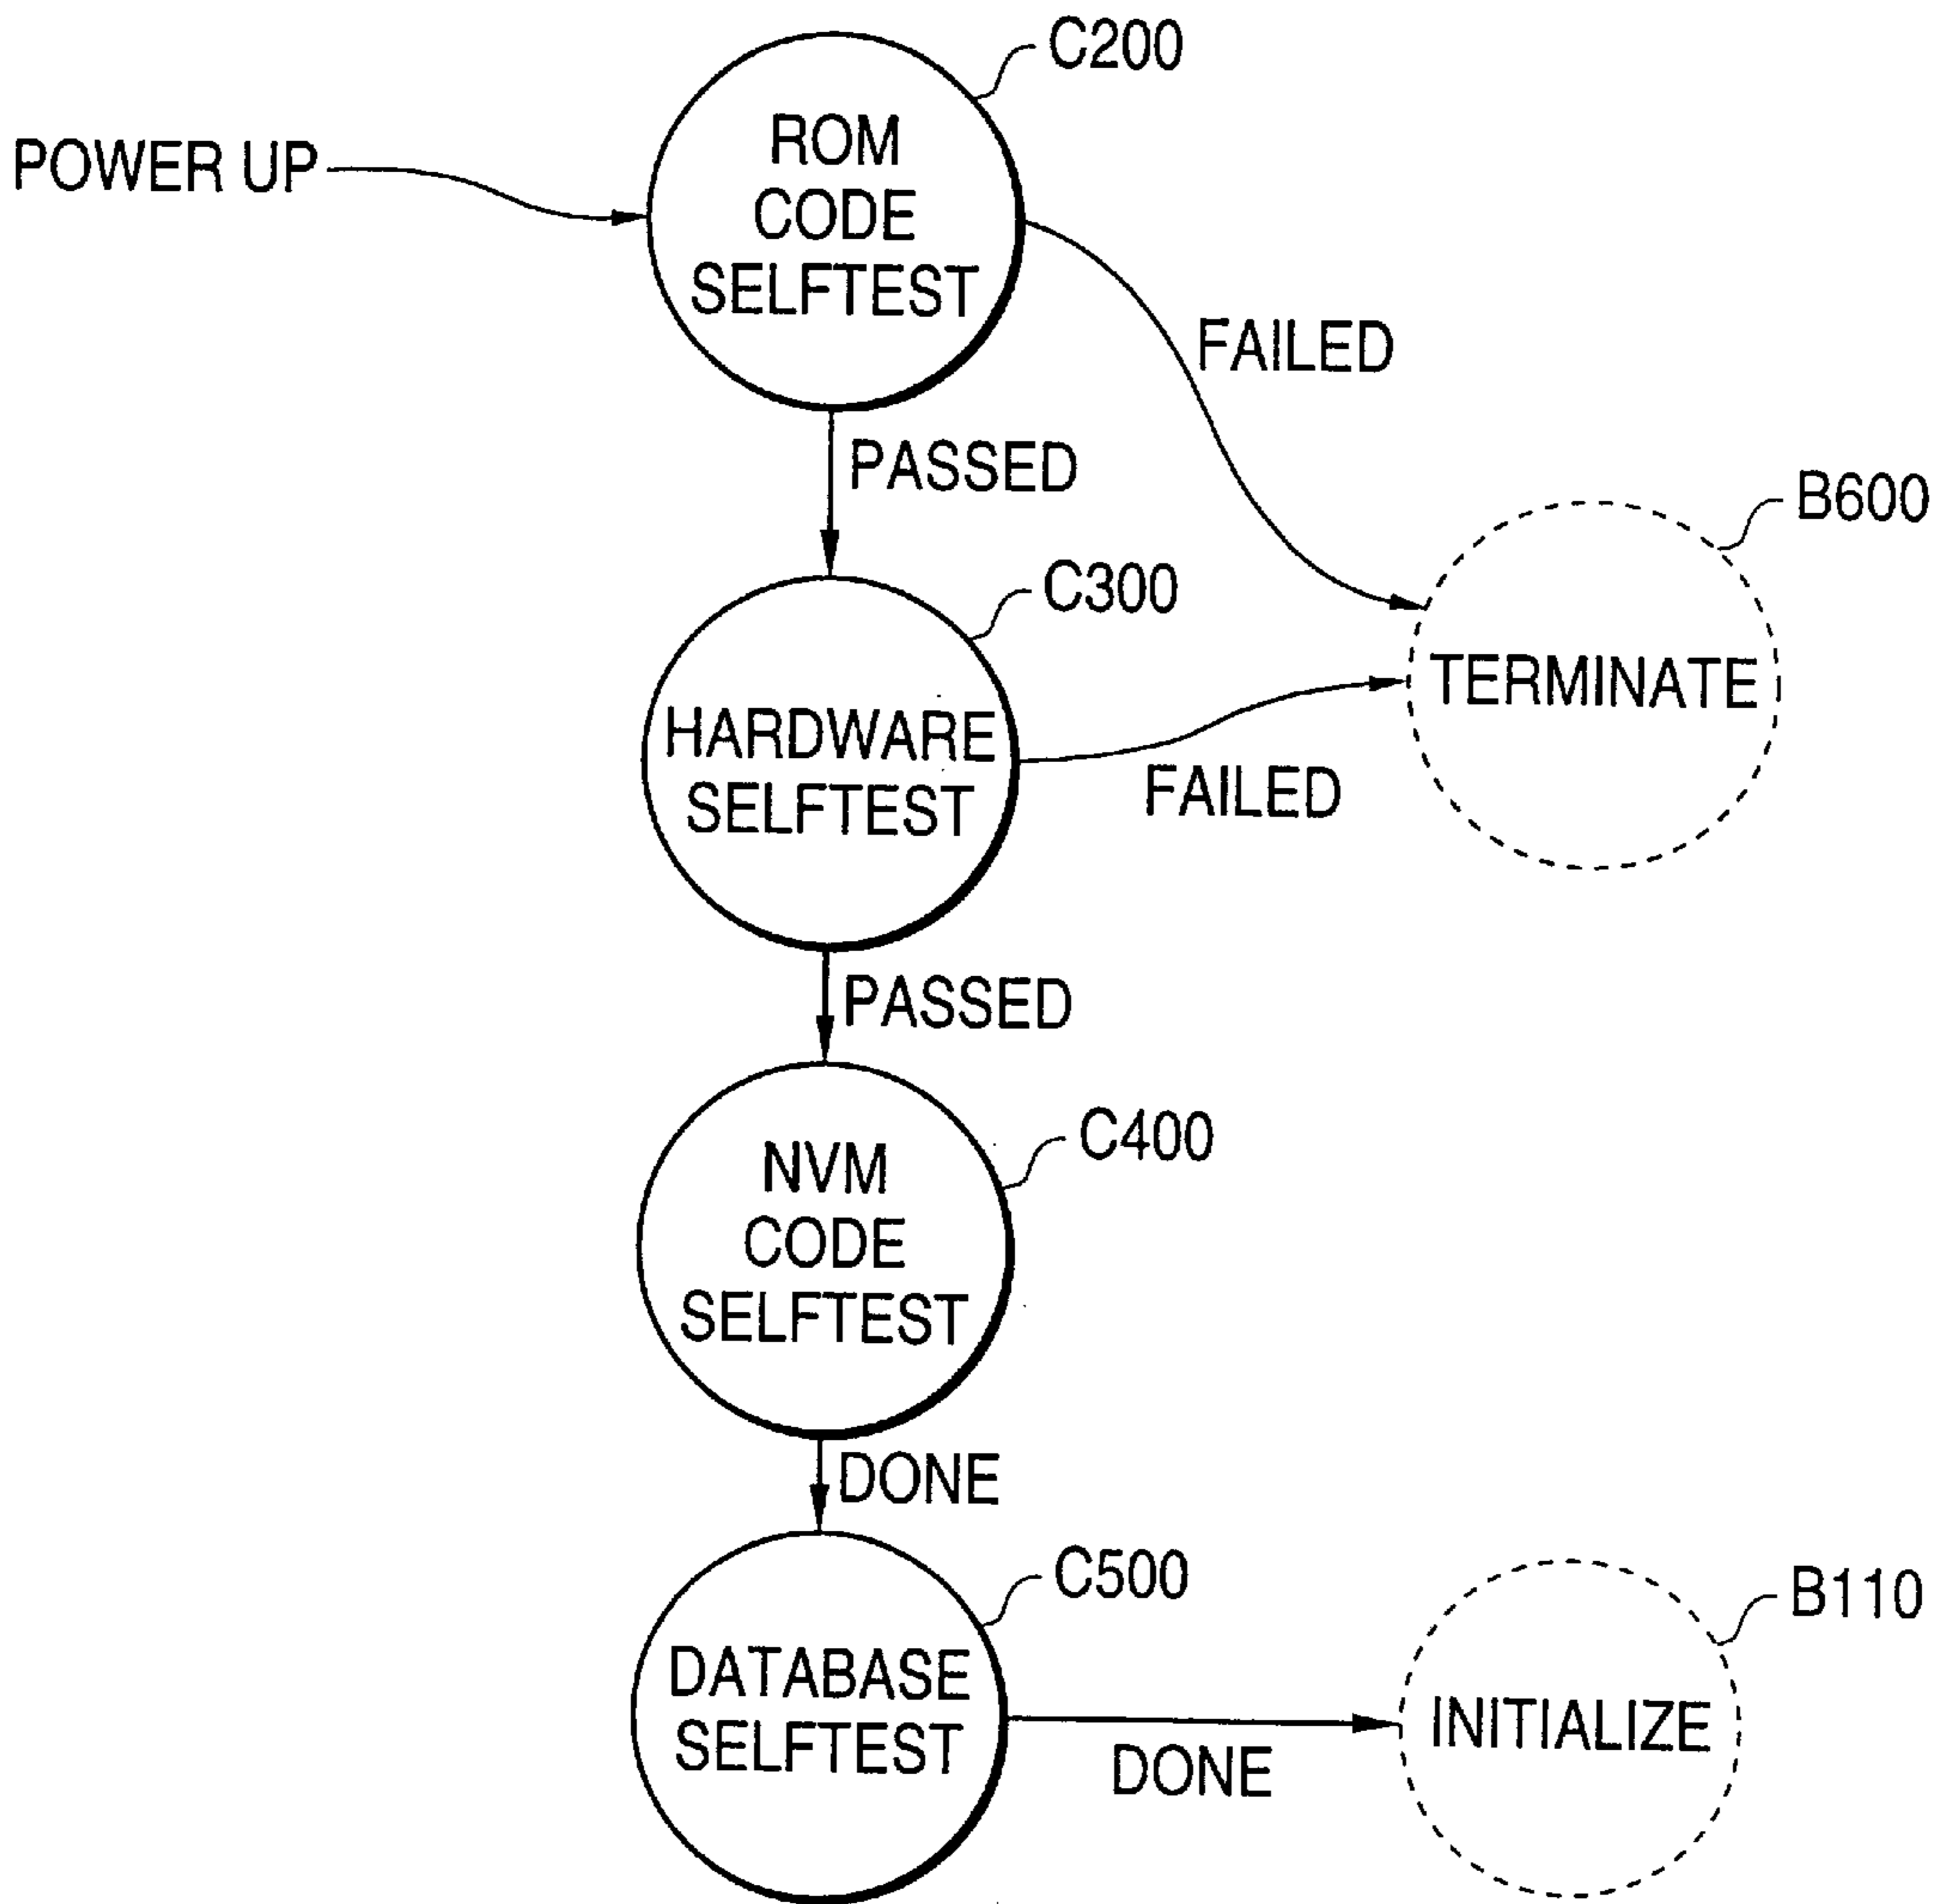 C200
POWER UP
ROM
CODE
SELFTEST
FAILED
PASSED
B600
C300
TERMINATE
HARDWARE
SELFTEST
FAILED
PASSED
C400
NVM
CODE
SELFTEST
DONE
C500
B110
DATABASE
SELFTEST
INITIALIZE
DONE